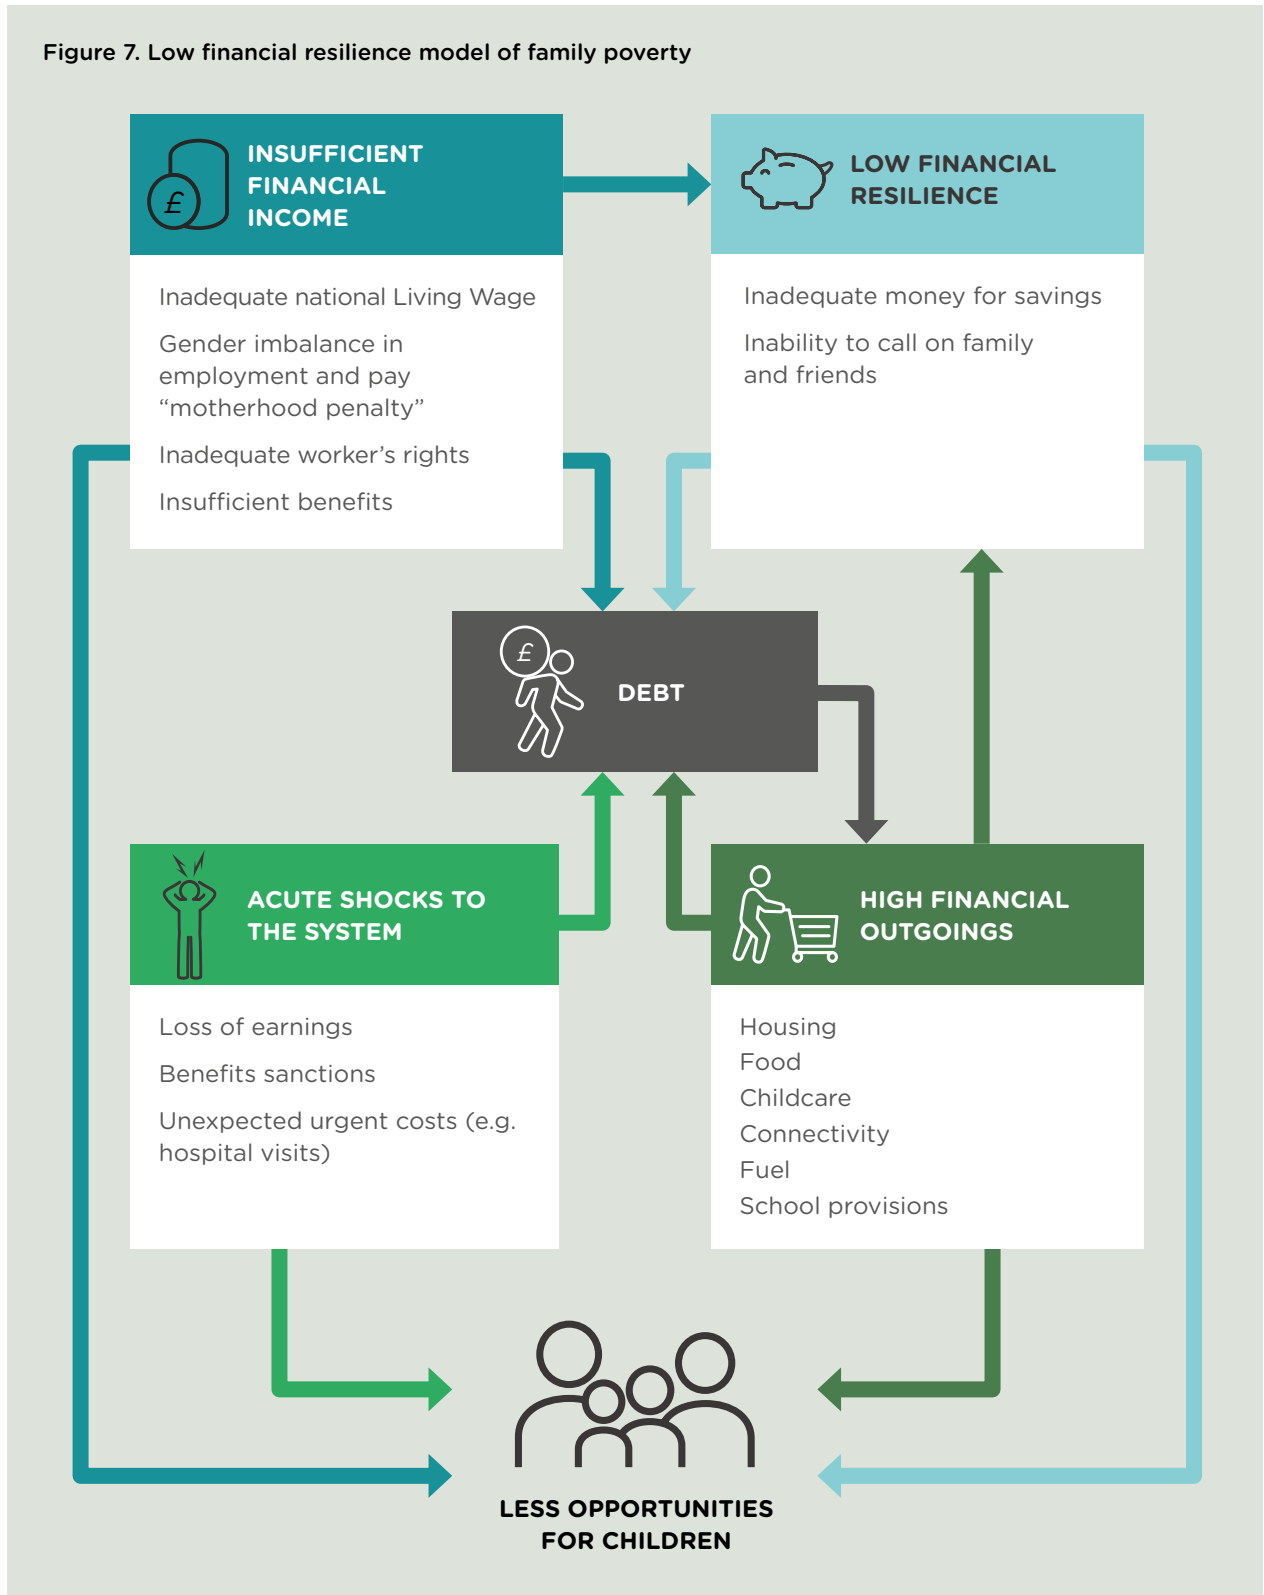 Figure 7. Low financial resilience model of family poverty
£
INSUFFICIENT
FINANCIAL
INCOME
LOW FINANCIAL
RESILIENCE
Inadequate national Living Wage
Gender imbalance in
employment and pay
“motherhood penalty”
Inadequate worker’s rights
Insufficient benefits
Inadequate money for savings
Inability to call on family
and friends
£
DEBT
ACUTE SHOCKS TO
THE SYSTEM
Loss of earnings
Benefits sanctions
Unexpected urgent costs (e.g.
hospital visits)
HIGH FINANCIAL
OUTGOINGS
Housing
Food
Childcare
Connectivity
Fuel
School provisions
LESS OPPORTUNITIES
FOR CHILDREN